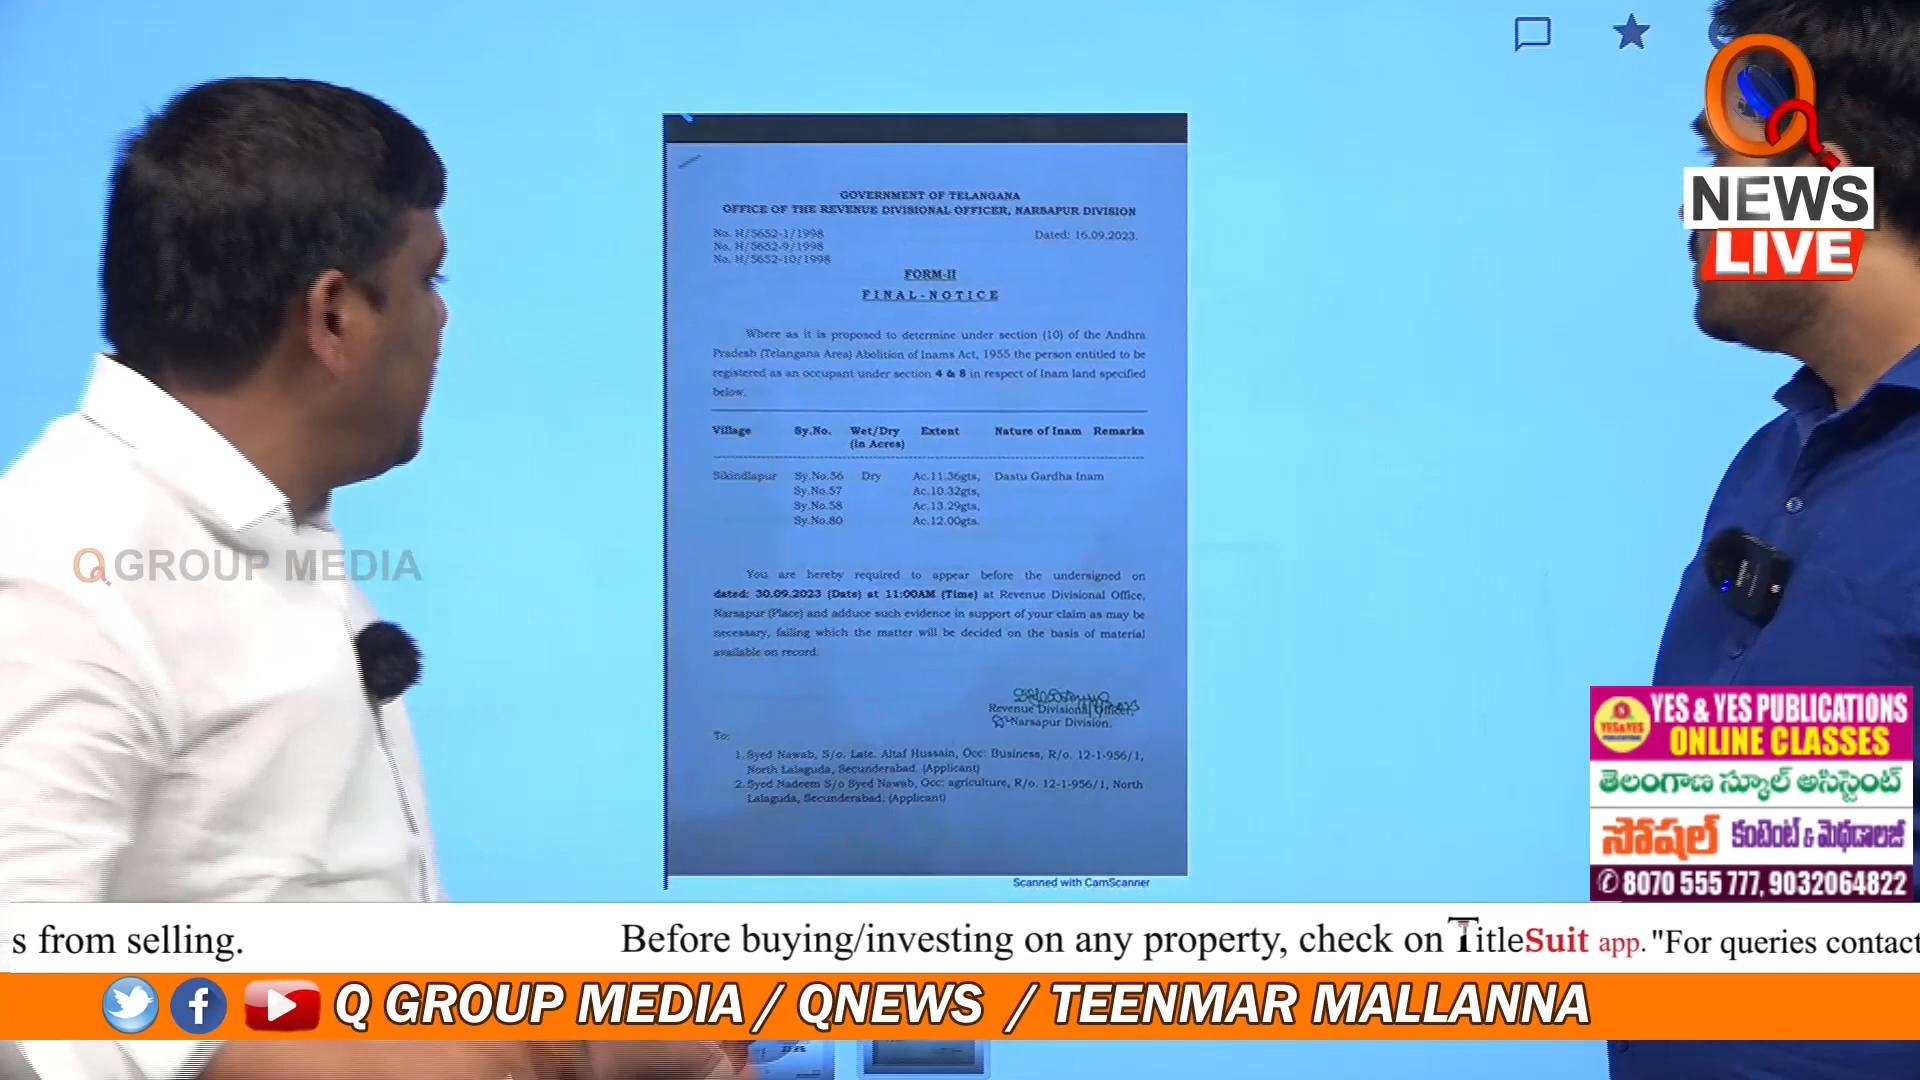 NEWS
LIVE
GOVERNMENT OF TELANGANA
OFFICE OF THE REVENUE DIVISIONAL OFFICER, NARSAPUR DIVISION
No. H/5652-1/1998 Dated: 16.09.2023.
No. H/5652-9/1998
No. H/5652-10/1998
FORM-II
FINAL-NOTICE
Where as it is proposed to determine under section (10) of the Andhra
Pradesh (Telangana Area) Abolition of Inams Act, 1955 the person entitled to be
registered as an occupant under section 4 & 8 in respect of Inam land specified
below.
Village Sy.No. Wet/Dry Extent Nature of Inam Remarks
(in Acres)
Sikindlapur Sy.No.56 Dry Ac.11.36gts, Dastu Gardha Inam
Sy.No.57 Ac.10.32gts,
Sy.No.58 Ac.13.29gts,
Sy.No.80 Ac.12.00gts.
You are hereby required to appear before the undersigned on
dated: 30.09.2023 (Date) at 11:00AM (Time) at Revenue Divisional Office,
Narsapur (Place) and adduce such evidence in support of your claim as may be
necessary, failing which the matter will be decided on the basis of material
available on record.
Revenue Divisional Officer,
Narsapur Division.
To:
1. Syed Nawab, S/o. Late. Altaf Hussain, Occ: Business, R/o. 12-1-956/1,
North Lalaguda, Secunderabad. (Applicant)
2. Syed Nadeem S/o Syed Nawab, Occ: agriculture, R/o. 12-1-956/1, North
Lalaguda, Secunderabad. (Applicant)
Scanned with CamScanner
Q GROUP MEDIA
YES & YES PUBLICATIONS
ONLINE CLASSES
తెలంగాణ స్కూల్ అసిస్టెంట్
సోషల్ కంటెంట్ & మెథడాలజీ
8070 555 777, 9032064822
s from selling. Before buying/investing on any property, check on TitleSuit app. "For queries contact
Q GROUP MEDIA / QNEWS / TEENMAR MALLANNA